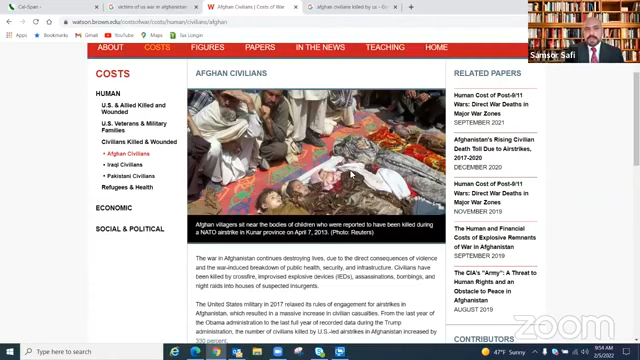 Cel-Span -
victims of us war in afghanistan
Afghan Civilians | Costs of War
afghan civilians killed by us
watson.brown.edu/costsofwar/costs/human/civilians/afghan
Bookmarks
Gmail
YouTube
Maps
Tax Longin
ABOUT COSTS FIGURES PAPERS IN THE NEWS TEACHING HOME
COSTS
HUMAN
U.S. & Allied Killed and
Wounded
U.S. Veterans & Military
Families
Civilians Killed & Wounded
• Afghan Civilians
• Iraqi Civilians
• Pakistani Civilians
Refugees & Health
ECONOMIC
SOCIAL & POLITICAL
AFGHAN CIVILIANS
Afghan villagers sit near the bodies of children who were reported to have been killed during
a NATO airstrike in Kunar province on April 7, 2013. (Photo: Reuters)
The war in Afghanistan continues destroying lives, due to the direct consequences of violence
and the war-induced breakdown of public health, security, and infrastructure. Civilians have
been killed by crossfire, improvised explosive devices (IEDs), assassinations, bombings, and
night raids into houses of suspected insurgents.
The United States military in 2017 relaxed its rules of engagement for airstrikes in
Afghanistan, which resulted in a massive increase in civilian casualties. From the last year of
the Obama administration to the last full year of recorded data during the Trump
administration, the number of civilians killed by U.S.-led airstrikes in Afghanistan increased by
330 percent.
RELATED PAPERS
Human Cost of Post-9/11
Wars: Direct War Deaths in
Major War Zones
SEPTEMBER 2021
Afghanistan's Rising Civilian
Death Toll Due to Airstrikes,
2017-2020
DECEMBER 2020
Human Cost of Post-9/11
Wars: Direct War Deaths in
Major War Zones
NOVEMBER 2019
The Human and Financial
Costs of Explosive Remnants
of War in Afghanistan
SEPTEMBER 2019
The CIA's "Army": A Threat to
Human Rights and an
Obstacle to Peace in
Afghanistan
AUGUST 2019
CONTRIBUTORS
Samsor Safi
zoom
Type here to search
47°F Sunny
9:54 AM
2/5/2022